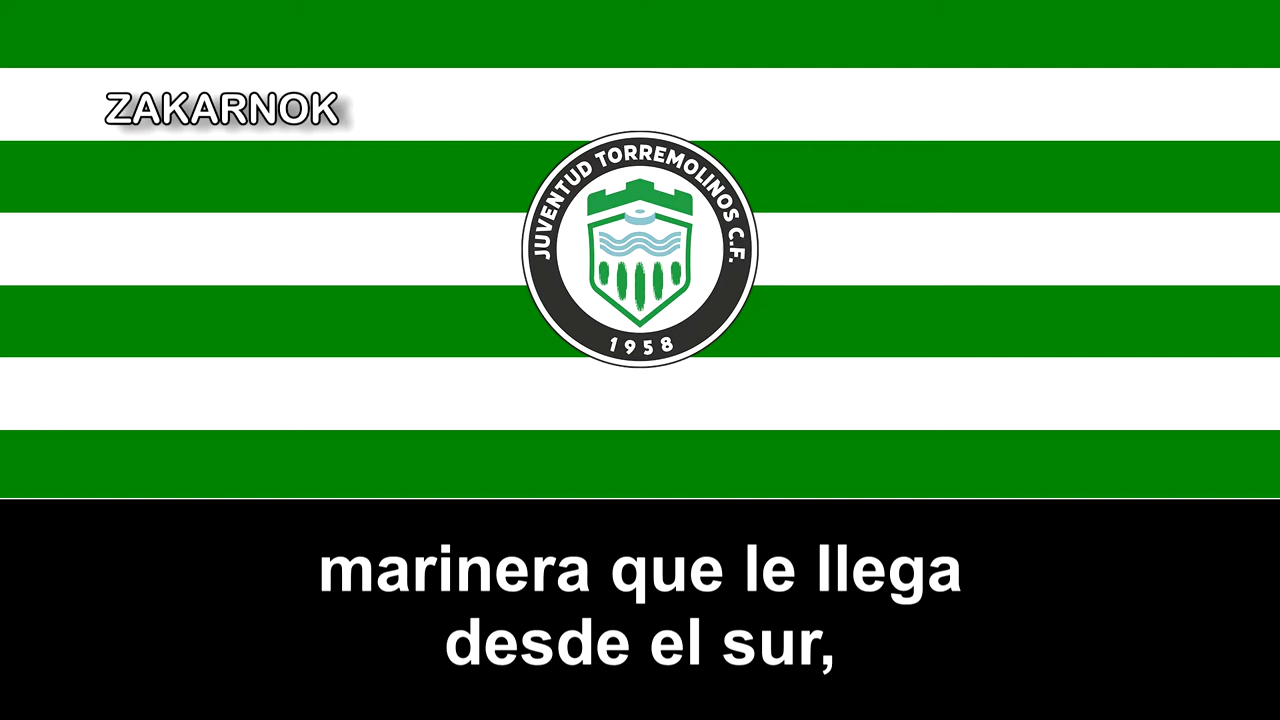 ZAKARNOK
JUVENTUD TORREMOLINOS C.F.
1958
marinera que le llega
desde el sur,